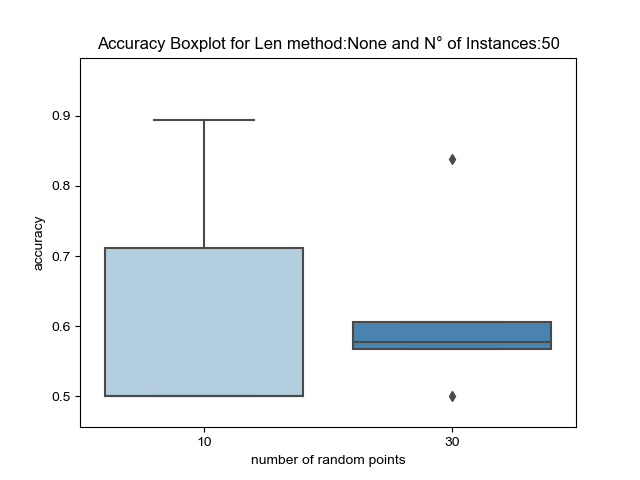 Accuracy Boxplot for Len method:None and N° of Instances:50
0.9
0.8
0.7
0.6
0.5
accuracy
10
30
number of random points